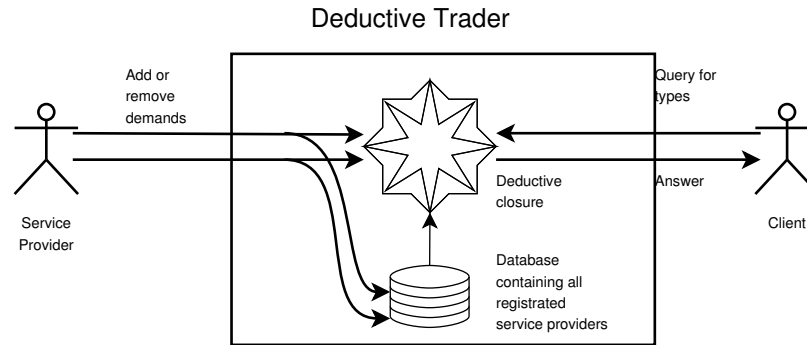 Deductive Trader
Add or
remove
demands
Query for
types
Service
Provider
Deductive
closure
Answer
Client
Database
containing all
registrated
service providers